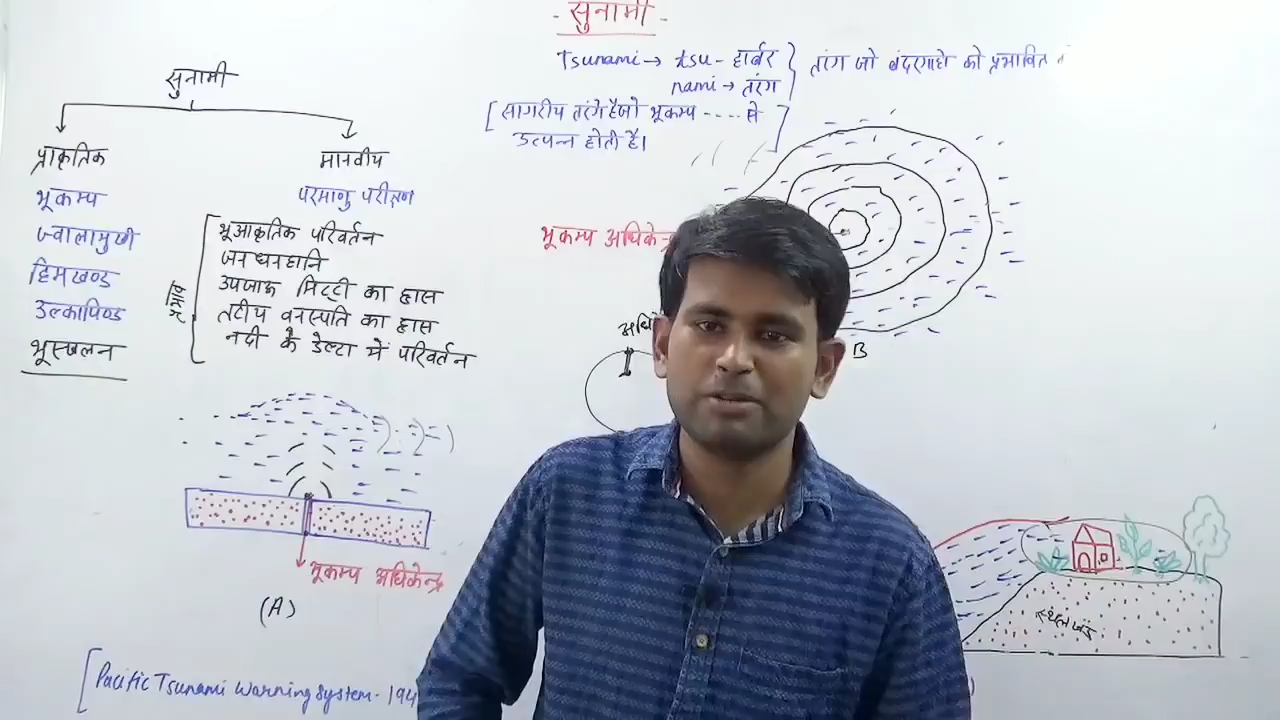 - सुनामी -
Tsunami → tsu - हार्बर
nami → तरंग
तरंग जो बंदरगाहो को प्रभावित
[सागरीय तरंगे है जो भूकम्प ---- से
उत्पन्न होती है।]
सुनामी
प्राकृतिक
मानवीय
भूकम्प
ज्वालामुखी
हिमखण्ड
उल्कापिण्ड
भूस्खलन
परमाणु परीक्षण
भूआकृतिक परिवर्तन
जन धनहानि
उपजाऊ मिट्टी का ह्रास
तटीय वनस्पति का ह्रास
नदी के डेल्टा में परिवर्तन
भूकम्प अधिकेन्द्र
B
भूकम्प अधिकेन्द्र
(A)
स्थलखंड
[Pacific Tsunami Warning System - 194